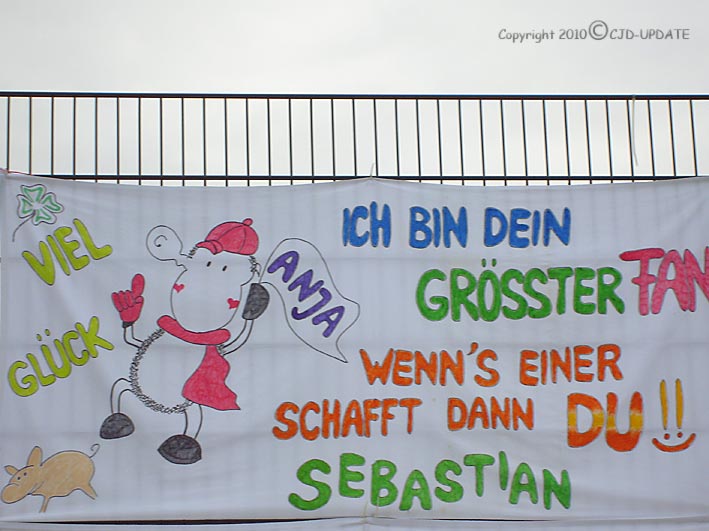 Copyright 2010 © CJD-UPDATE
VIEL
GLÜCK
ANJA
ICH BIN DEIN
GRÖSSTER FAN
WENN'S EINER
SCHAFFT DANN DU!!
SEBASTIAN